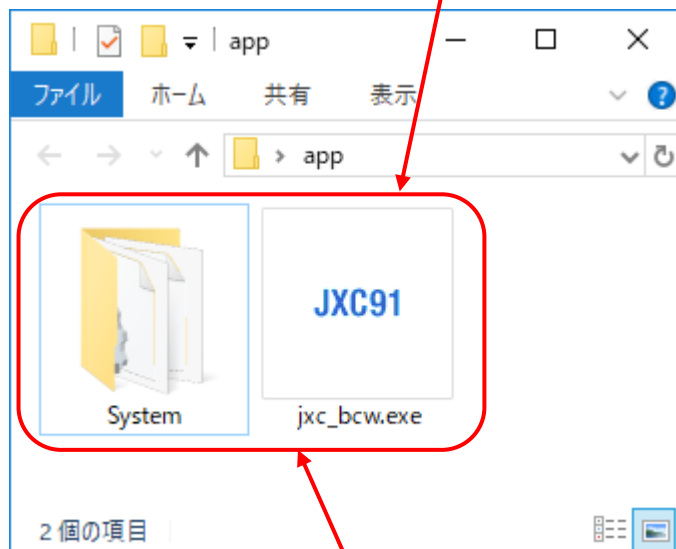 app
ファイル ホーム 共有 表示
app
JXC91
System jxc_bcw.exe
2 個の項目